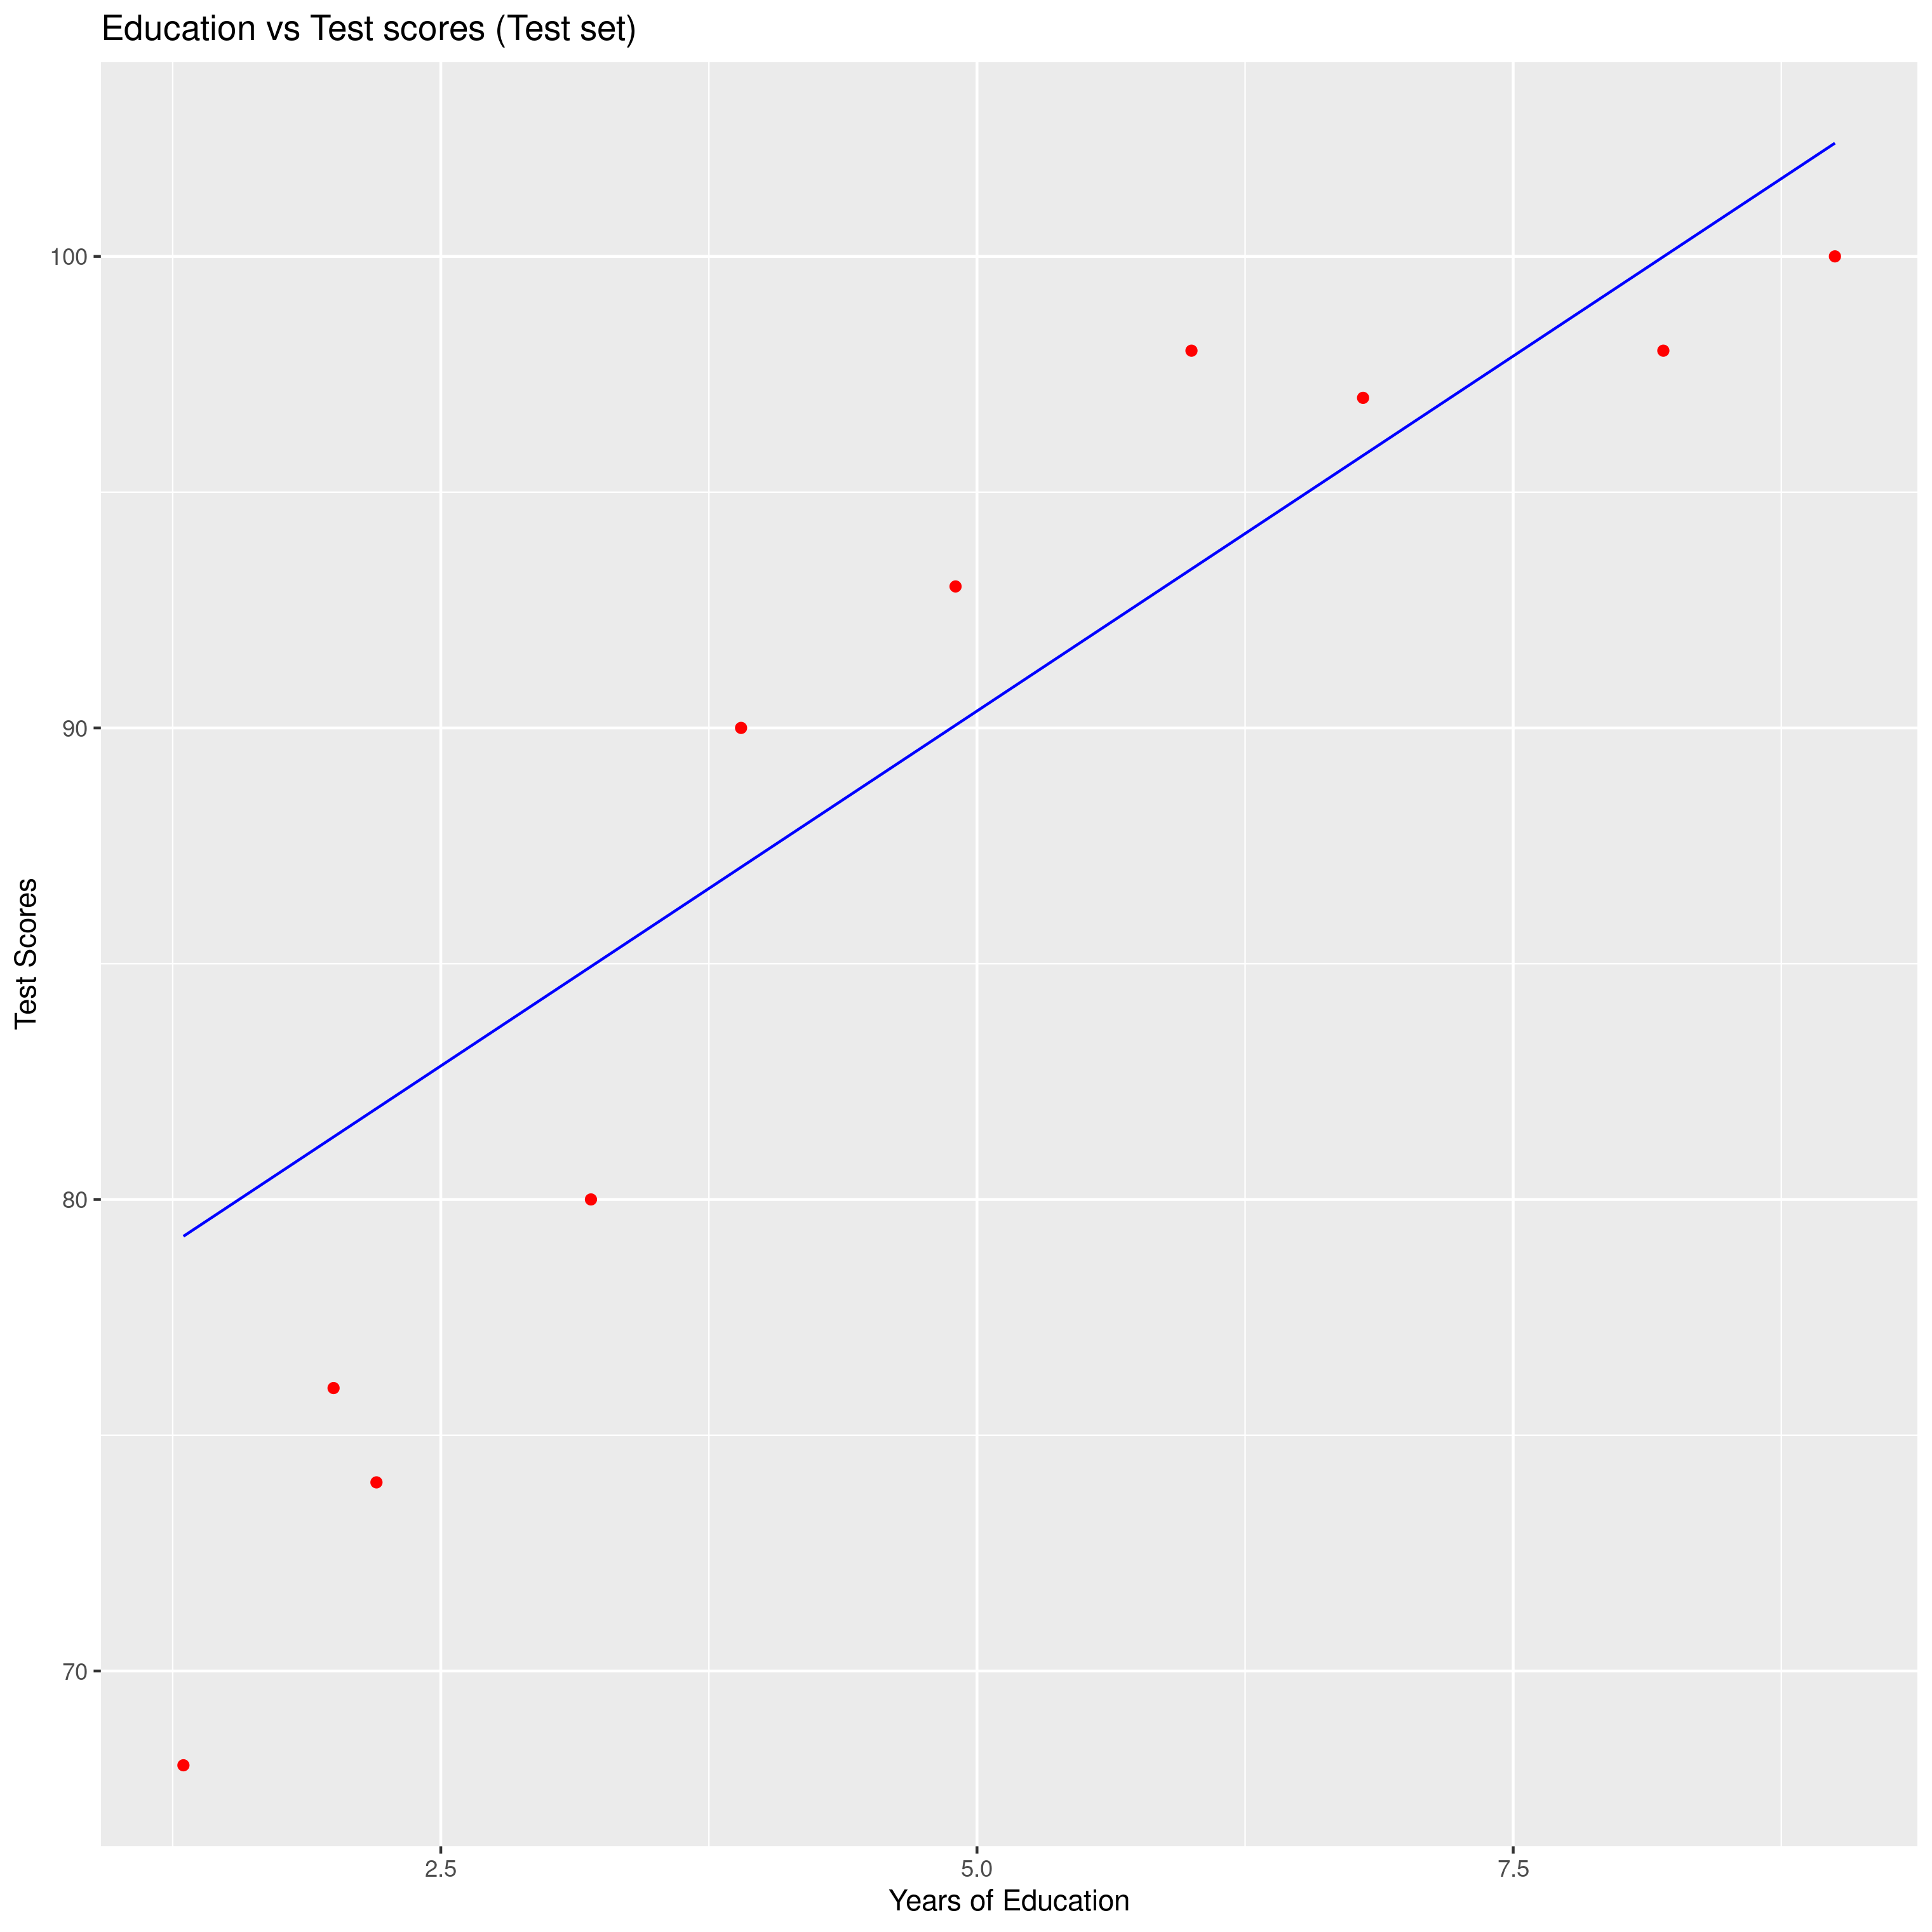 Education vs Test scores (Test set)
100
90
80
70
Test Scores
2.5 5.0 7.5
Years of Education